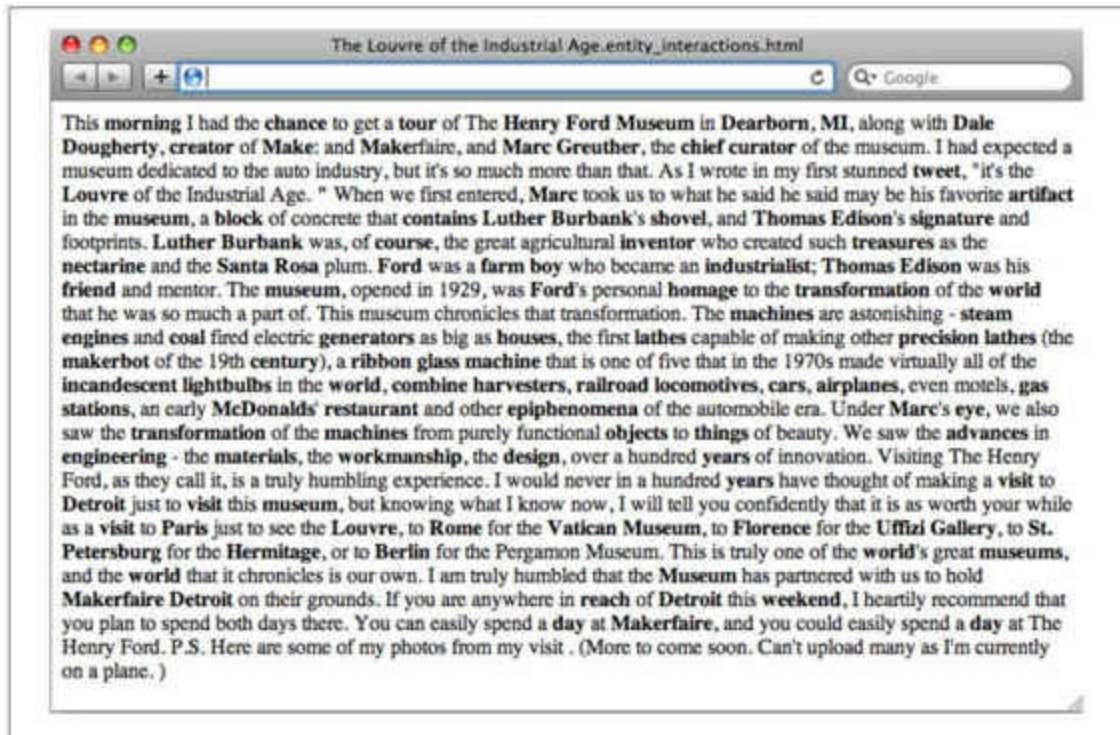 The Louvre of the Industrial Age.entity_interactions.html
Google
This morning I had the chance to get a tour of The Henry Ford Museum in Dearborn, MI, along with Dale
Dougherty, creator of Make: and Makerfaire, and Marc Greuther, the chief curator of the museum. I had expected a
museum dedicated to the auto industry, but it's so much more than that. As I wrote in my first stunned tweet, "it's the
Louvre of the Industrial Age. " When we first entered, Marc took us to what he said he said may be his favorite artifact
in the museum, a block of concrete that contains Luther Burbank's shovel, and Thomas Edison's signature and
footprints. Luther Burbank was, of course, the great agricultural inventor who created such treasures as the
nectarine and the Santa Rosa plum. Ford was a farm boy who became an industrialist; Thomas Edison was his
friend and mentor. The museum, opened in 1929, was Ford's personal homage to the transformation of the world
that he was so much a part of. This museum chronicles that transformation. The machines are astonishing - steam
engines and coal fired electric generators as big as houses, the first lathes capable of making other precision lathes (the
makerbot of the 19th century), a ribbon glass machine that is one of five that in the 1970s made virtually all of the
incandescent lightbulbs in the world, combine harvesters, railroad locomotives, cars, airplanes, even motels, gas
stations, an early McDonalds' restaurant and other epiphenomena of the automobile era. Under Marc's eye, we also
saw the transformation of the machines from purely functional objects to things of beauty. We saw the advances in
engineering - the materials, the workmanship, the design, over a hundred years of innovation. Visiting The Henry
Ford, as they call it, is a truly humbling experience. I would never in a hundred years have thought of making a visit to
Detroit just to visit this museum, but knowing what I know now, I will tell you confidently that it is as worth your while
as a visit to Paris just to see the Louvre, to Rome for the Vatican Museum, to Florence for the Uffizi Gallery, to St.
Petersburg for the Hermitage, or to Berlin for the Pergamon Museum. This is truly one of the world's great museums,
and the world that it chronicles is our own. I am truly humbled that the Museum has partnered with us to hold
Makerfaire Detroit on their grounds. If you are anywhere in reach of Detroit this weekend, I heartily recommend that
you plan to spend both days there. You can easily spend a day at Makerfaire, and you could easily spend a day at The
Henry Ford. P.S. Here are some of my photos from my visit . (More to come soon. Can't upload many as I'm currently
on a plane. )